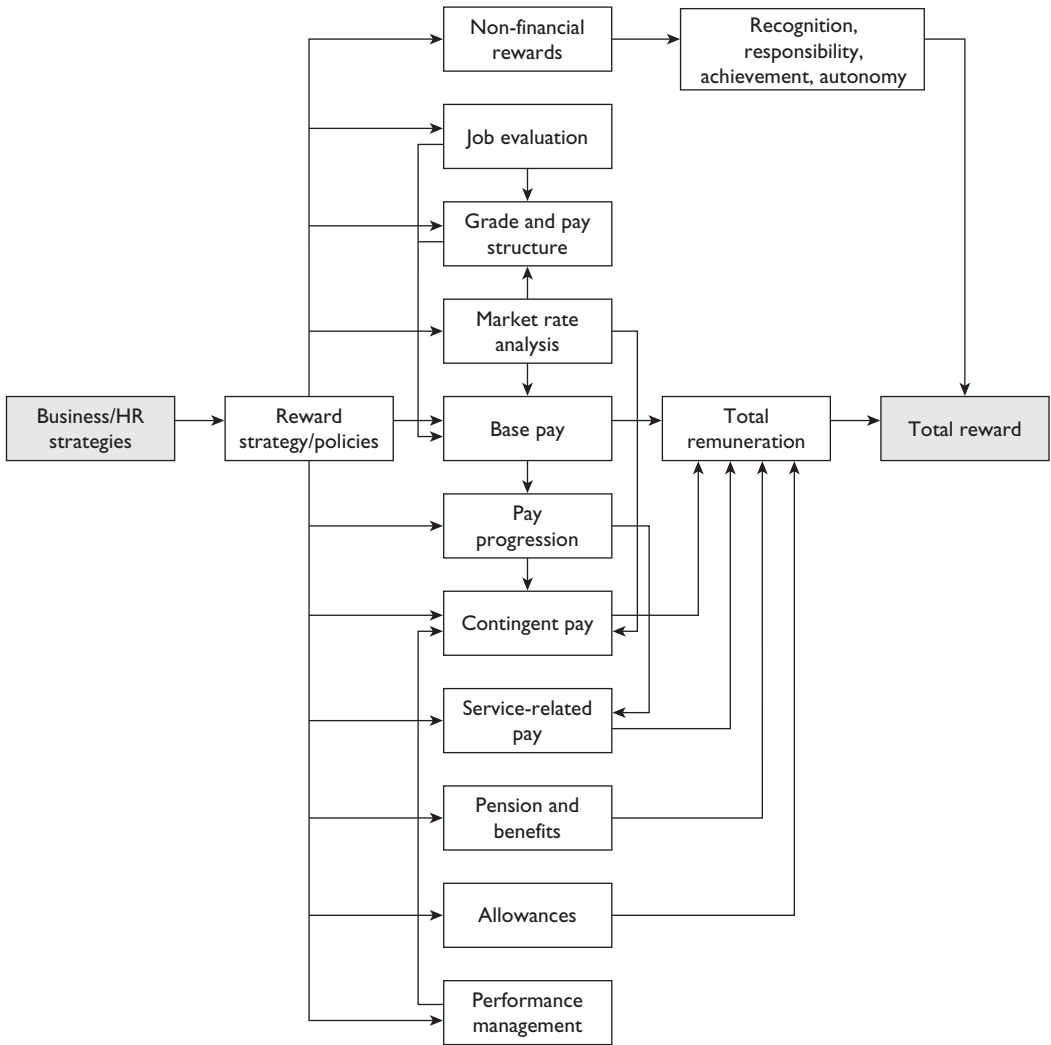 Non-financial
rewards
Recognition,
responsibility,
achievement, autonomy
Job evaluation
Grade and pay
structure
Market rate
analysis
Business/HR
strategies
Reward
strategy/policies
Base pay
Total
remuneration
Total reward
Pay
progression
Contingent pay
Service-related
pay
Pension and
benefits
Allowances
Performance
management